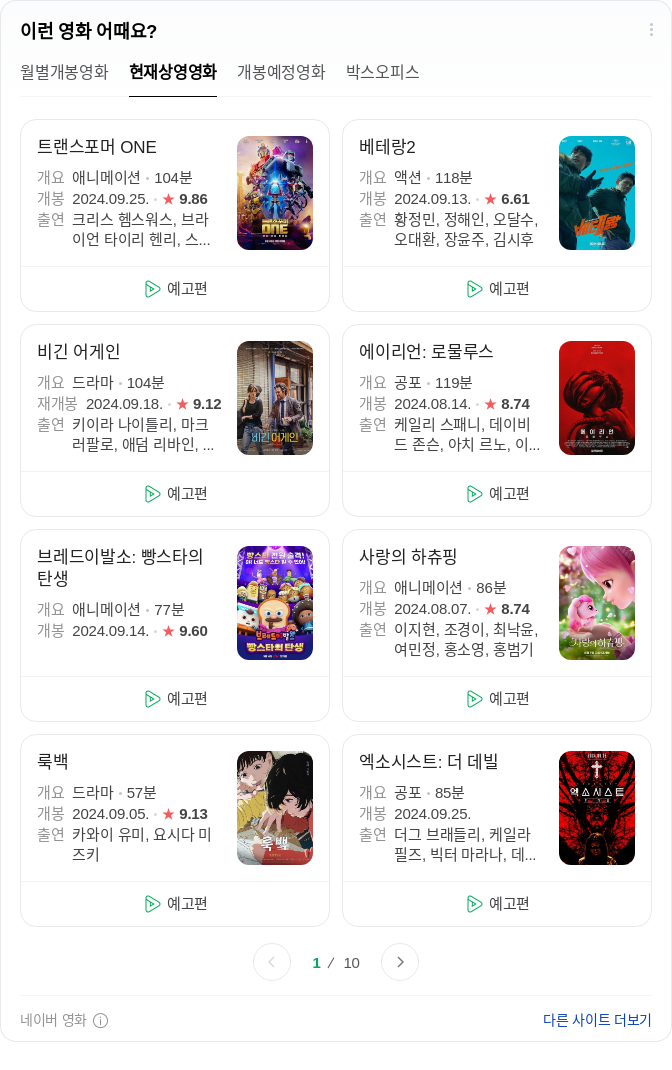 이런 영화 어때요?
월별개봉영화 현재상영영화 개봉예정영화 박스오피스
트랜스포머 ONE
개요 애니메이션 104분
개봉 2024.09.25. ★ 9.86
출연 크리스 헴스워스, 브라
이언 타이리 헨리, 스...
ONE
예고편
베테랑2
개요 액션 118분
개봉 2024.09.13. ★ 6.61
출연 황정민, 정해인, 오달수,
오대환, 장윤주, 김시후
베테랑
예고편
비긴 어게인
개요 드라마 104분
재개봉 2024.09.18. ★ 9.12
출연 키이라 나이틀리, 마크
러팔로, 애덤 리바인, ...
비긴 어게인
예고편
에이리언: 로물루스
개요 공포 119분
개봉 2024.08.14. ★ 8.74
출연 케일리 스패니, 데이비
드 존슨, 아치 르노, 이...
에이리언
예고편
브레드이발소: 빵스타의
탄생
개요 애니메이션 77분
개봉 2024.09.14. ★ 9.60
빵스타의 탄생
예고편
사랑의 하츄핑
개요 애니메이션 86분
개봉 2024.08.07. ★ 8.74
출연 이지현, 조경이, 최낙윤,
여민정, 홍소영, 홍범기
사랑의 하츄핑
예고편
룩백
개요 드라마 57분
개봉 2024.09.05. ★ 9.13
출연 카와이 유미, 요시다 미
즈키
룩백
예고편
엑소시스트: 더 데빌
개요 공포 85분
개봉 2024.09.25.
출연 더그 브래들리, 케일라
필즈, 빅터 마라나, 데...
엑소시스트
예고편
1 / 10
네이버 영화
다른 사이트 더보기